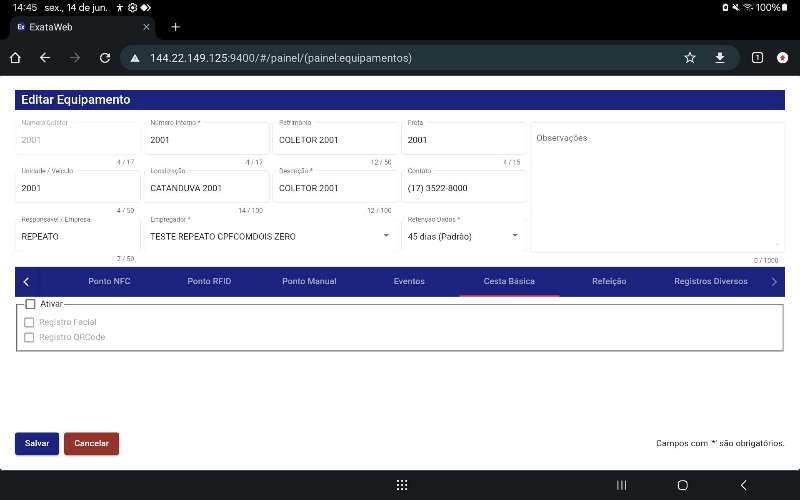 14:45 sex., 14 de jun. 100%
Ex ExataWeb
144.22.149.125:9400/#/painel/(painel:equipamentos) 1
Editar Equipamento
Número Coletor Número Interno * Patrimônio Frota
2001 2001 COLETOR 2001 2001 Observações
4 / 17 4 / 17 12 / 50 4 / 15
Unidade / Veículo Localização Descrição * Contato
2001 CATANDUVA 2001 COLETOR 2001 (17) 3522-8000
4 / 50 14 / 100 12 / 100
Responsável / Empresa Empregador * Retenção Dados *
REPEATO TESTE REPEATO CPFCOMDOIS ZERO 45 dias (Padrão)
7 / 50 0 / 1000
Ponto NFC Ponto RFID Ponto Manual Eventos Cesta Básica Refeição Registros Diversos
Ativar
Registro Facial
Registro QRCode
Salvar Cancelar Campos com '*' são obrigatórios.